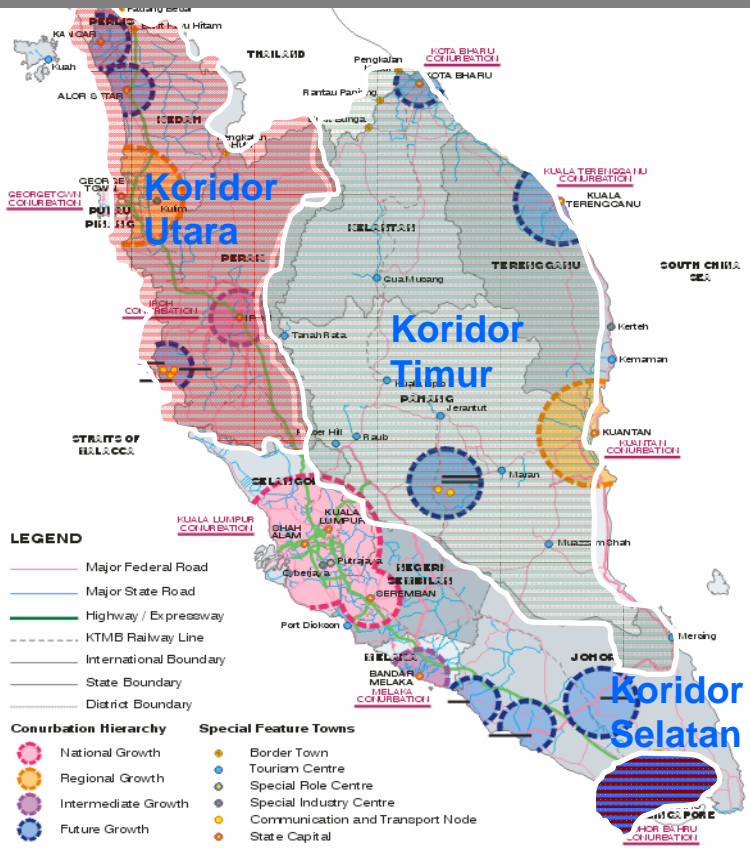 PERLIS
KANGAR
Kuah
THAILAND
ALOR SETAR
KEDAH
Pengkalan
KOTA BHARU
CONURBATION
KOTA BHARU
Rantau Panjang
GEORGE
TOWN
GEORGETOWN
CONURBATION
PULAU
PINANG
Kulim
Koridor
Utara
PERAK
KUALA TERENGGANU
CONURBATION
KUALA
TERENGGANU
KELANTAN
TERENGGANU
SOUTH CHINA
SEA
Gua Musang
IPOH
CONURBATION
Tanah Rata
Koridor
Timur
Kerteh
Kemaman
PAHANG
Jerantut
KUANTAN
KUANTAN
CONURBATION
STRAITS OF
MALACCA
Raub
Maran
SELANGOR
KUALA LUMPUR
CONURBATION
KUALA
LUMPUR
SHAH
ALAM
Putrajaya
Cyberjaya
NEGERI
SEMBILAN
SEREMBAN
Muazzam Shah
Port Dickson
Mersing
MELAKA
BANDAR
MELAKA
MELAKA
CONURBATION
JOHOR
Koridor
Selatan
SINGAPORE
JOHOR BAHRU
CONURBATION
LEGEND
Major Federal Road
Major State Road
Highway / Expressway
KTMB Railway Line
International Boundary
State Boundary
District Boundary
Conurbation Hierarchy
National Growth
Regional Growth
Intermediate Growth
Future Growth
Special Feature Towns
Border Town
Tourism Centre
Special Role Centre
Special Industry Centre
Communication and Transport Node
State Capital